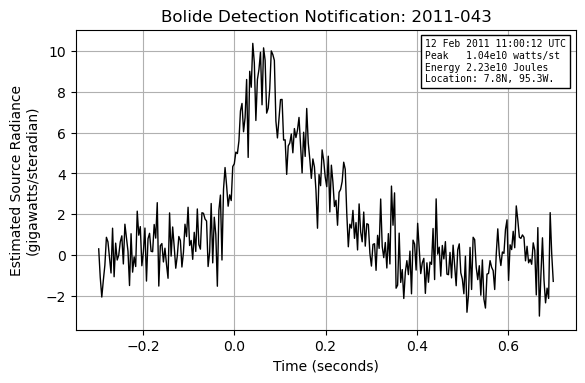 Bolide Detection Notification: 2011-043
12 Feb 2011 11:00:12 UTC
Peak   1.04e10 watts/st
Energy 2.23e10 Joules
Location: 7.8N, 95.3W.
Estimated Source Radiance
(gigawatts/steradian)
10
8
6
4
2
0
−2
−0.2
0.0
0.2
0.4
0.6
Time (seconds)